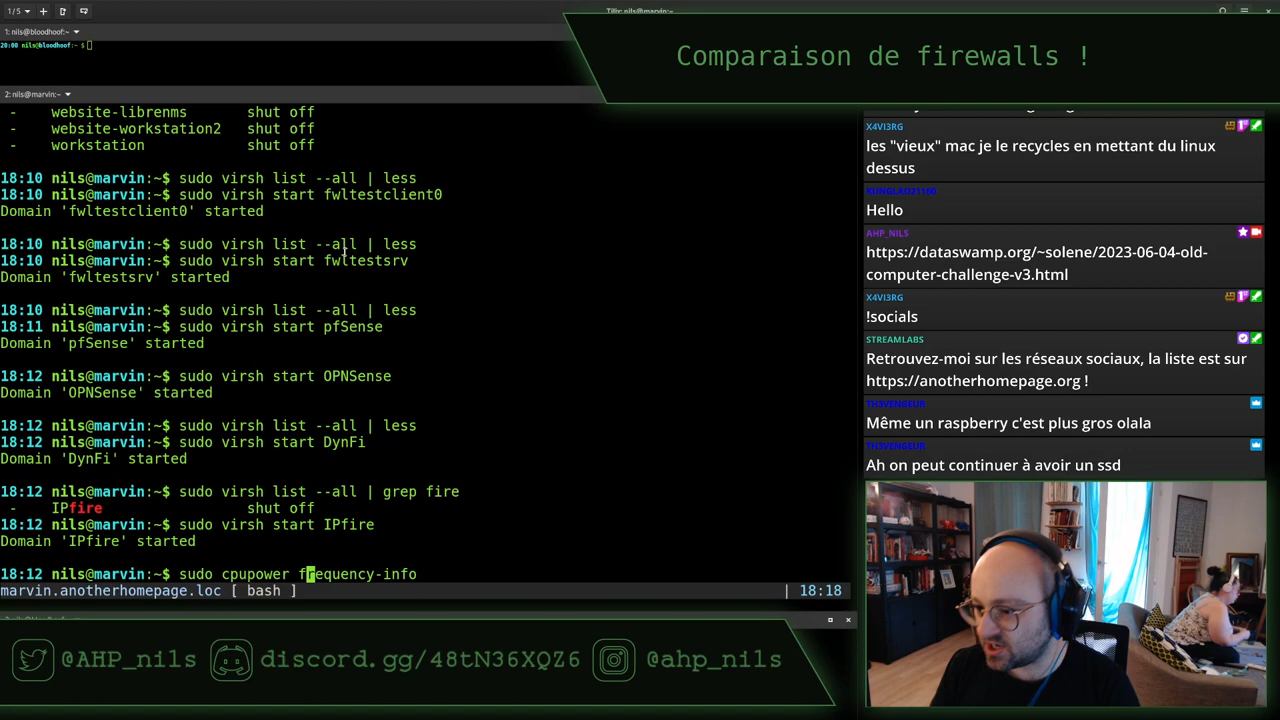 1/5
Tilix: nils@marvin:~
1: nils@bloodhoof:~
20:00 nils@bloodhoof:~ $
Comparaison de firewalls !
2: nils@marvin:~
- website-librenms shut off
- website-workstation2 shut off
- workstation shut off
18:10 nils@marvin:~$ sudo virsh list --all | less
18:10 nils@marvin:~$ sudo virsh start fwltestclient0
Domain 'fwltestclient0' started
18:10 nils@marvin:~$ sudo virsh list --all | less
18:10 nils@marvin:~$ sudo virsh start fwltestsrv
Domain 'fwltestsrv' started
18:10 nils@marvin:~$ sudo virsh list --all | less
18:11 nils@marvin:~$ sudo virsh start pfSense
Domain 'pfSense' started
18:12 nils@marvin:~$ sudo virsh start OPNSense
Domain 'OPNSense' started
18:12 nils@marvin:~$ sudo virsh list --all | less
18:12 nils@marvin:~$ sudo virsh start DynFi
Domain 'DynFi' started
18:12 nils@marvin:~$ sudo virsh list --all | grep fire
- IPfire shut off
18:12 nils@marvin:~$ sudo virsh start IPfire
Domain 'IPfire' started
18:12 nils@marvin:~$ sudo cpupower frequency-info
marvin.anotherhomepage.loc [ bash ] | 18:18
X4VI3RG
les "vieux" mac je le recycles en mettant du linux
dessus
Hello
AHP_NILS
https://dataswamp.org/~solene/2023-06-04-old-
computer-challenge-v3.html
X4VI3RG
!socials
STREAMLABS
Retrouvez-moi sur les réseaux sociaux, la liste est sur
https://anotherhomepage.org !
TH3VENGEUR
Même un raspberry c'est plus gros olala
TH3VENGEUR
Ah on peut continuer à avoir un ssd
@AHP_nils
discord.gg/48tN36XQZ6
@ahp_nils